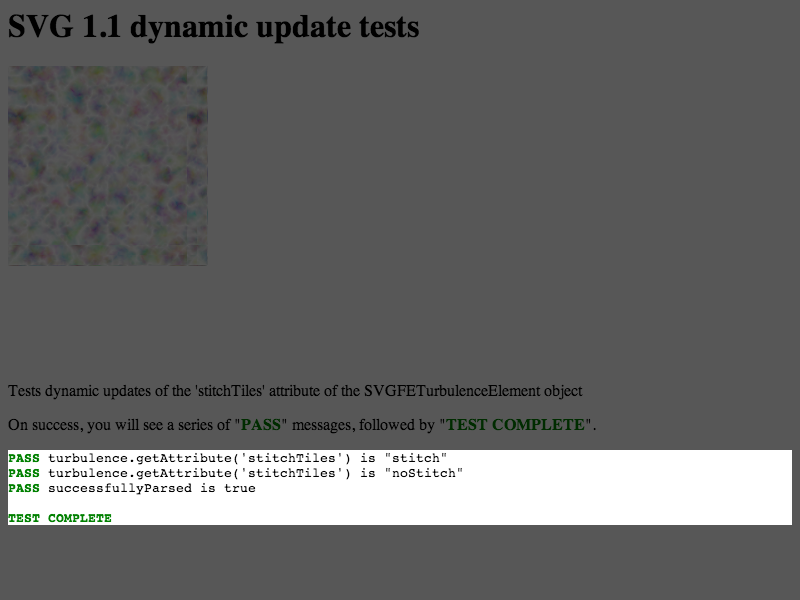 SVG 1.1 dynamic update tests
Tests dynamic updates of the 'stitchTiles' attribute of the SVGFETurbulenceElement object
On success, you will see a series of "PASS" messages, followed by "TEST COMPLETE".
PASS turbulence.getAttribute('stitchTiles') is "stitch"
PASS turbulence.getAttribute('stitchTiles') is "noStitch"
PASS successfullyParsed is true
TEST COMPLETE